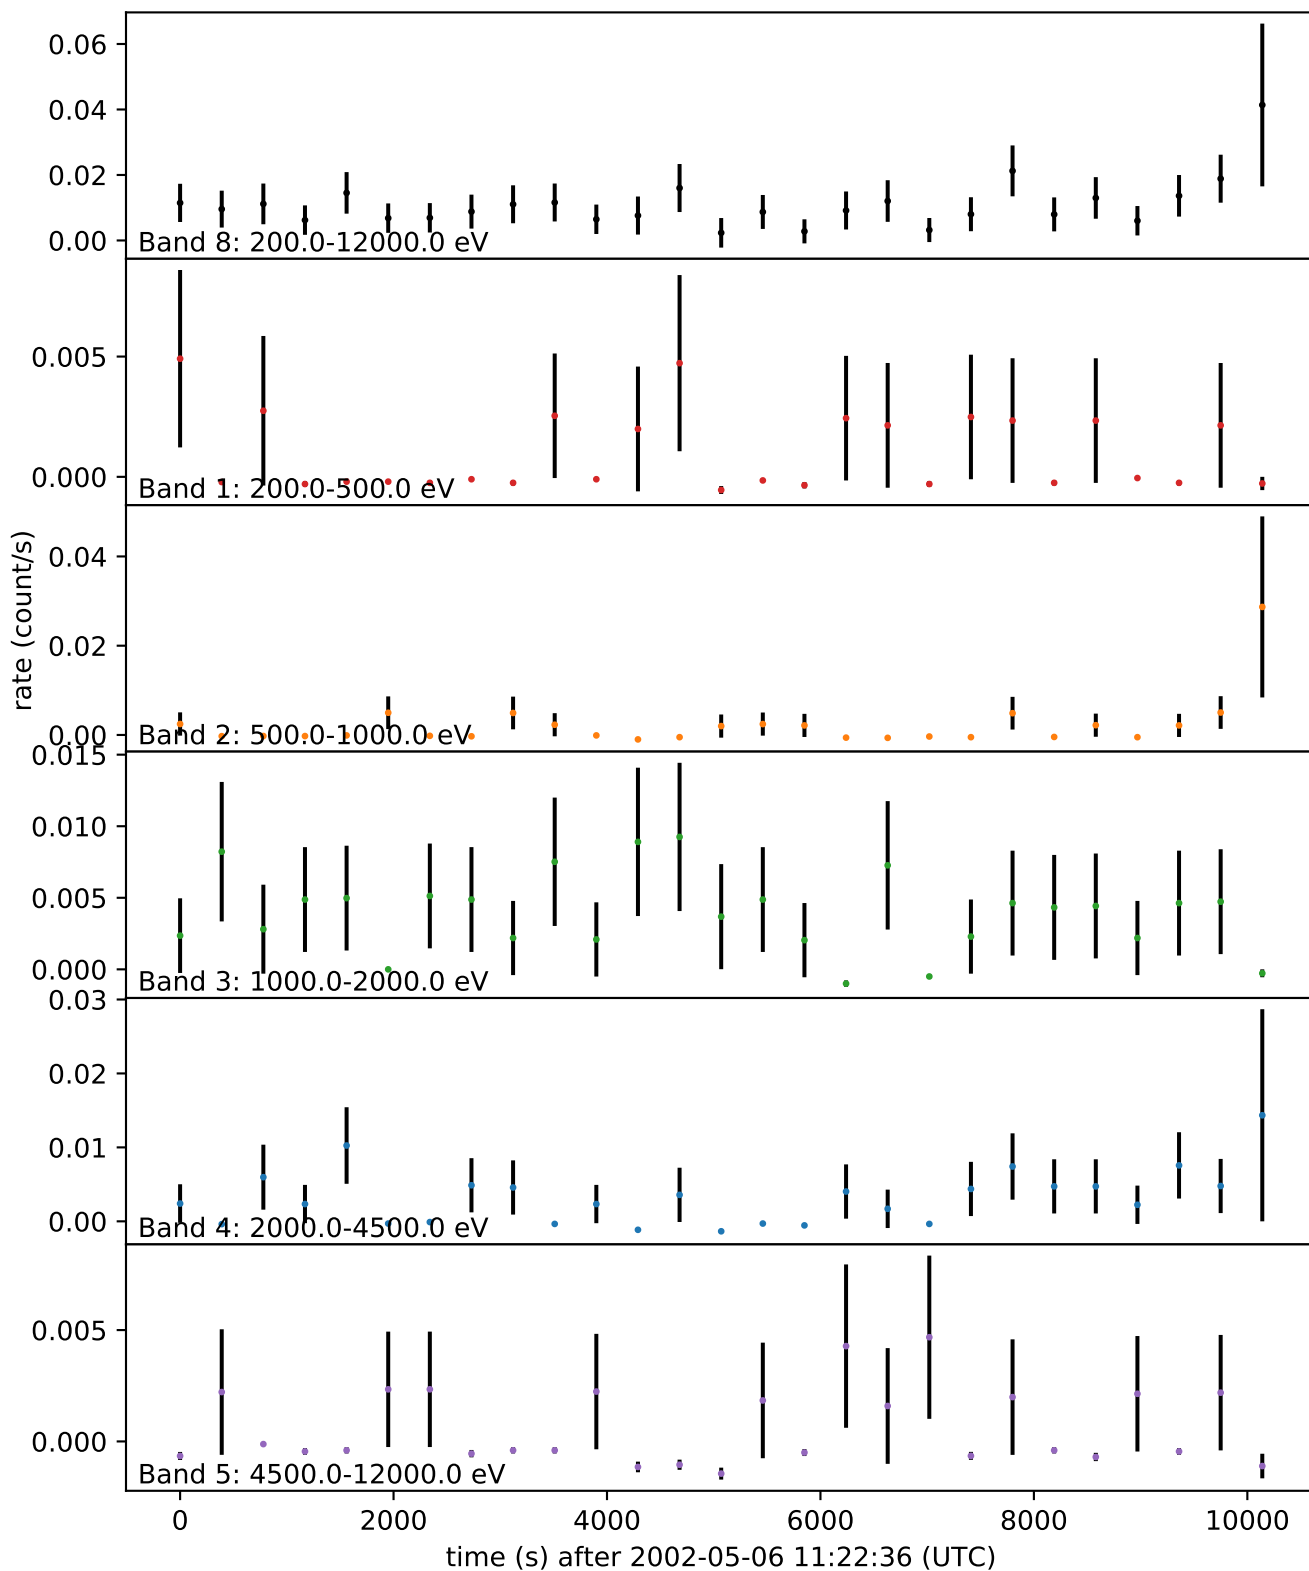 0.06
0.04
0.02
0.00
Band 8: 200.0-12000.0 eV
0.005
0.000
Band 1: 200.0-500.0 eV
rate (count/s)
0.04
0.02
0.00
Band 2: 500.0-1000.0 eV
0.015
0.010
0.005
0.000
Band 3: 1000.0-2000.0 eV
0.03
0.02
0.01
0.00
Band 4: 2000.0-4500.0 eV
0.005
0.000
Band 5: 4500.0-12000.0 eV
0 2000 4000 6000 8000 10000
time (s) after 2002-05-06 11:22:36 (UTC)